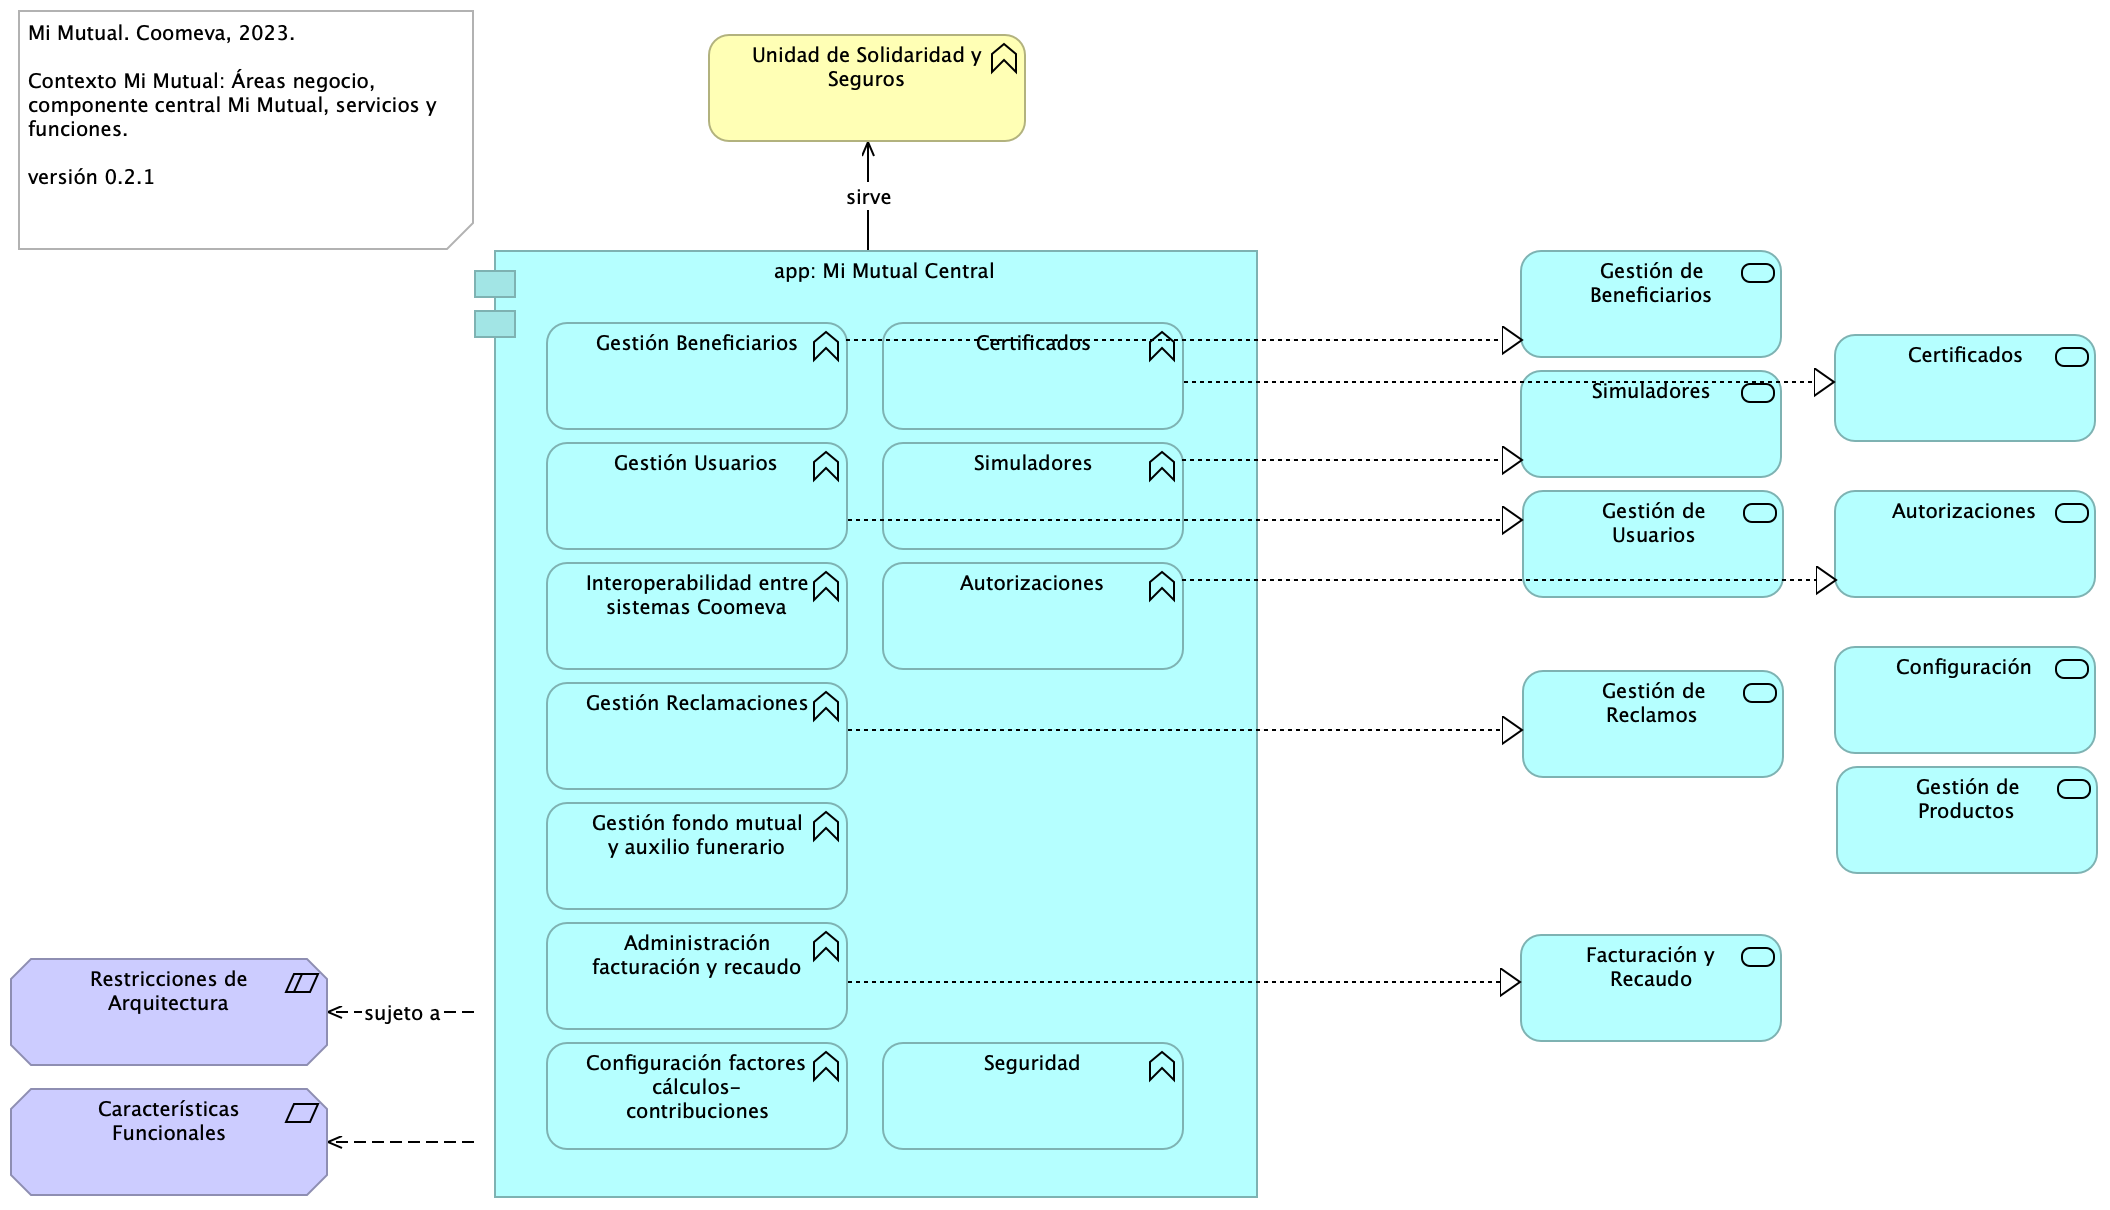 Mi Mutual. Coomeva, 2023.
Contexto Mi Mutual: Áreas negocio,
componente central Mi Mutual, servicios y
funciones.
versión 0.2.1
Unidad de Solidaridad y
Seguros
sirve
app: Mi Mutual Central
Gestión Beneficiarios
Certificados
Gestión Usuarios
Simuladores
Interoperabilidad entre
sistemas Coomeva
Autorizaciones
Gestión Reclamaciones
Gestión fondo mutual
y auxilio funerario
Administración
facturación y recaudo
Configuración factores
cálculos-
contribuciones
Seguridad
Gestión de
Beneficiarios
Certificados
Simuladores
Gestión de
Usuarios
Autorizaciones
Gestión de
Reclamos
Configuración
Gestión de
Productos
Facturación y
Recaudo
Restricciones de
Arquitectura
sujeto a
Características
Funcionales